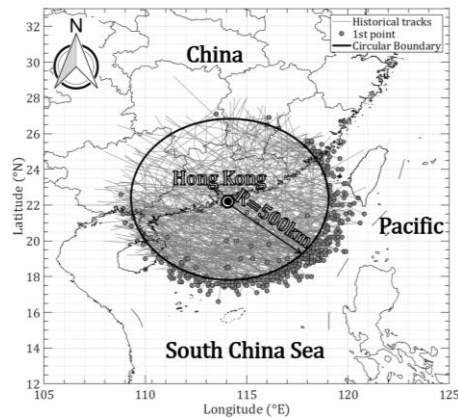 32
30
28
26
24
22
20
18
16
14
12
Latitude (°N)
N
China
Historical tracks
1st point
Circular Boundary
Hong Kong
R=500km
Pacific
South China Sea
105
110
115
120
125
Longitude (°E)